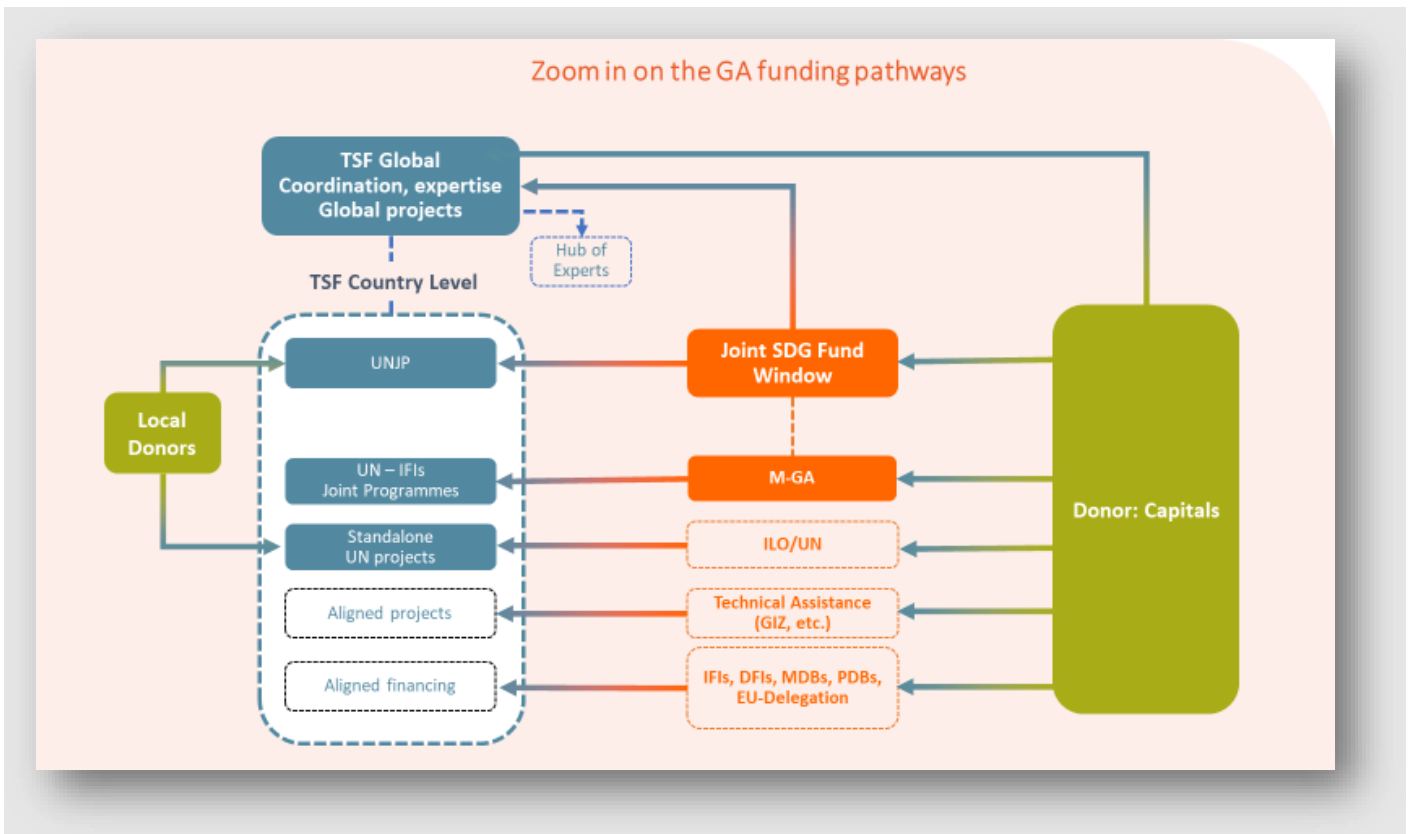 Zoom in on the GA funding pathways
TSF Global
Coordination, expertise
Global projects
Hub of
Experts
TSF Country Level
UNJP
Joint SDG Fund
Window
Local
Donors
UN – IFIs
Joint Programmes
M-GA
Donor: Capitals
Standalone
UN projects
ILO/UN
Aligned projects
Technical Assistance
(GIZ, etc.)
Aligned financing
IFIs, DFIs, MDBs, PDBs,
EU-Delegation